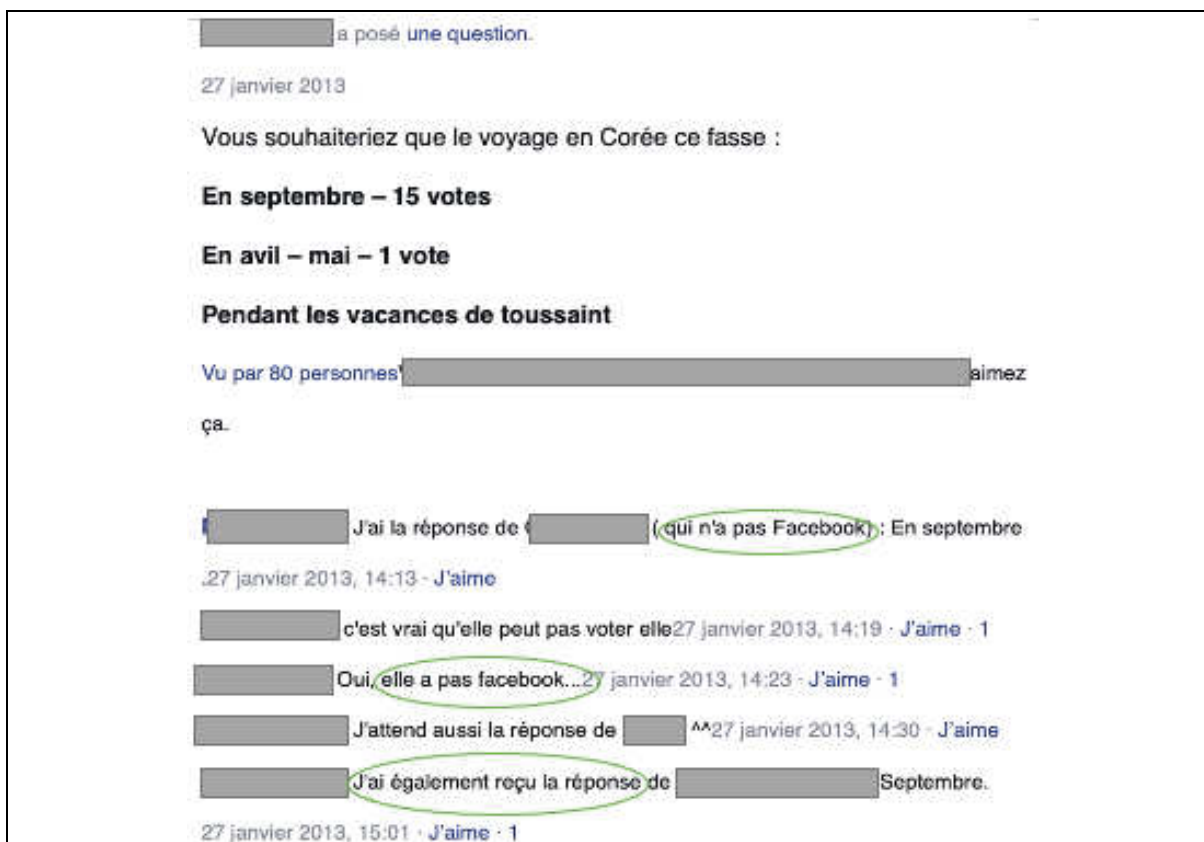 a posé une question.
27 janvier 2013
Vous souhaiteriez que le voyage en Corée ce fasse :
En septembre – 15 votes
En avil – mai – 1 vote
Pendant les vacances de toussaint
Vu par 80 personnes aimez
ça.
J'ai la réponse de ( qui n'a pas Facebook) : En septembre
.27 janvier 2013, 14:13 · J'aime
c'est vrai qu'elle peut pas voter elle27 janvier 2013, 14:19 · J'aime · 1
Oui, elle a pas facebook...27 janvier 2013, 14:23 · J'aime · 1
J'attend aussi la réponse de ^^27 janvier 2013, 14:30 · J'aime
J'ai également reçu la réponse de Septembre.
27 janvier 2013, 15:01 · J'aime · 1